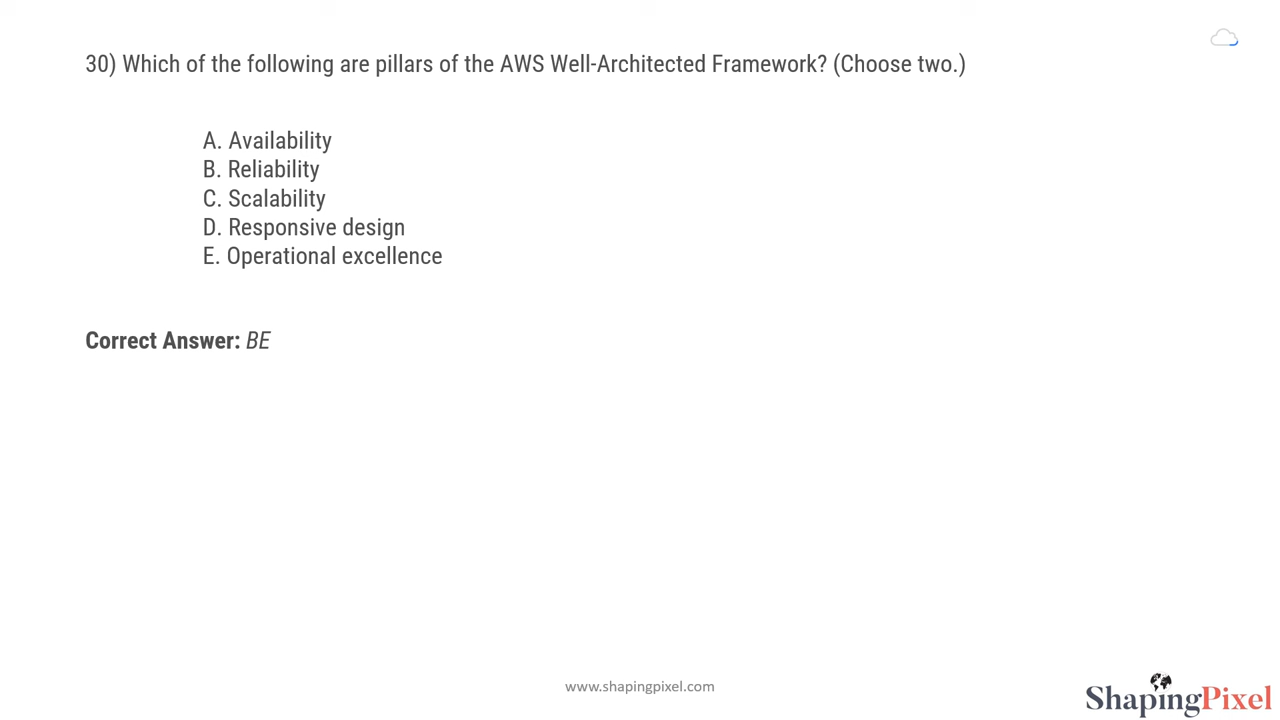 30) Which of the following are pillars of the AWS Well-Architected Framework? (Choose two.)
A. Availability
B. Reliability
C. Scalability
D. Responsive design
E. Operational excellence
Correct Answer: BE
www.shapingpixel.com
ShapingPixel